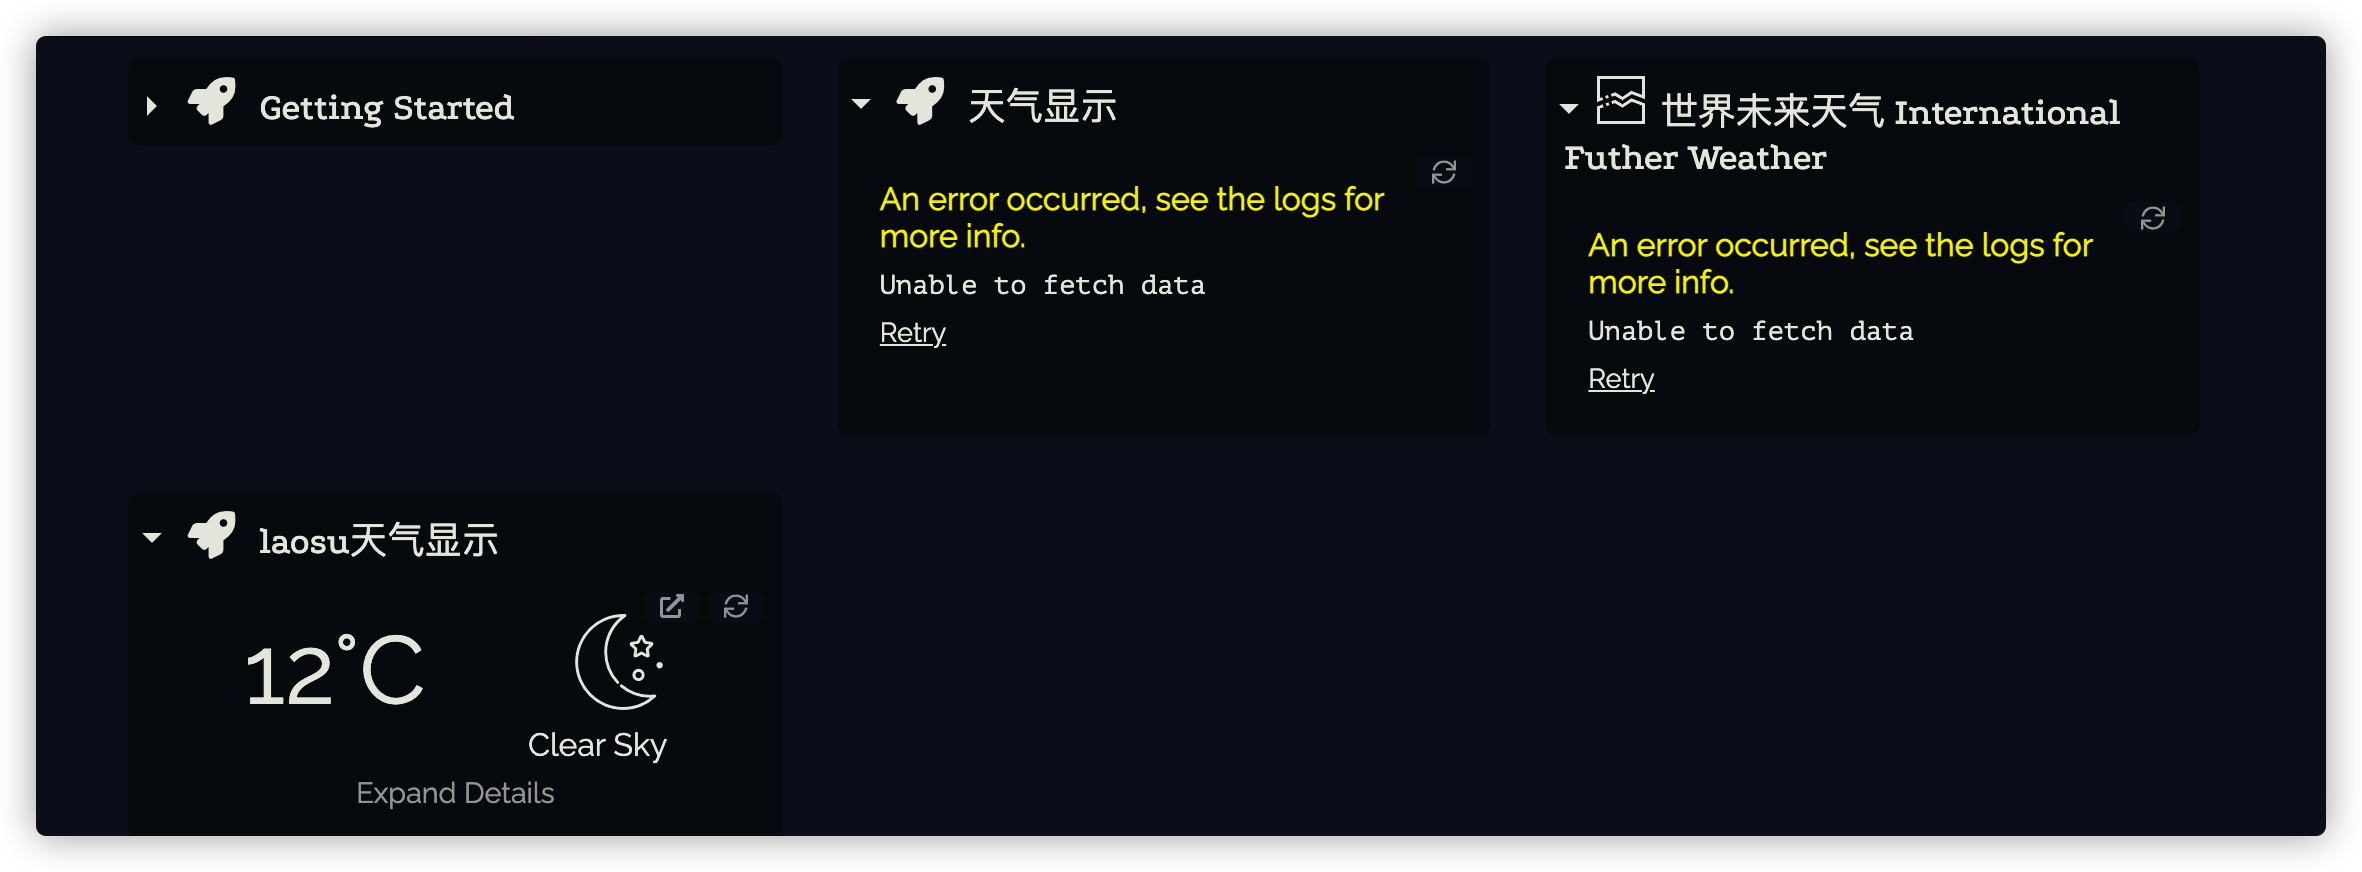 Getting Started
天气显示
An error occurred, see the logs for
more info.
Unable to fetch data
Retry
世界未来天气 International
Futher Weather
An error occurred, see the logs for
more info.
Unable to fetch data
Retry
laosu天气显示
12°C
Clear Sky
Expand Details